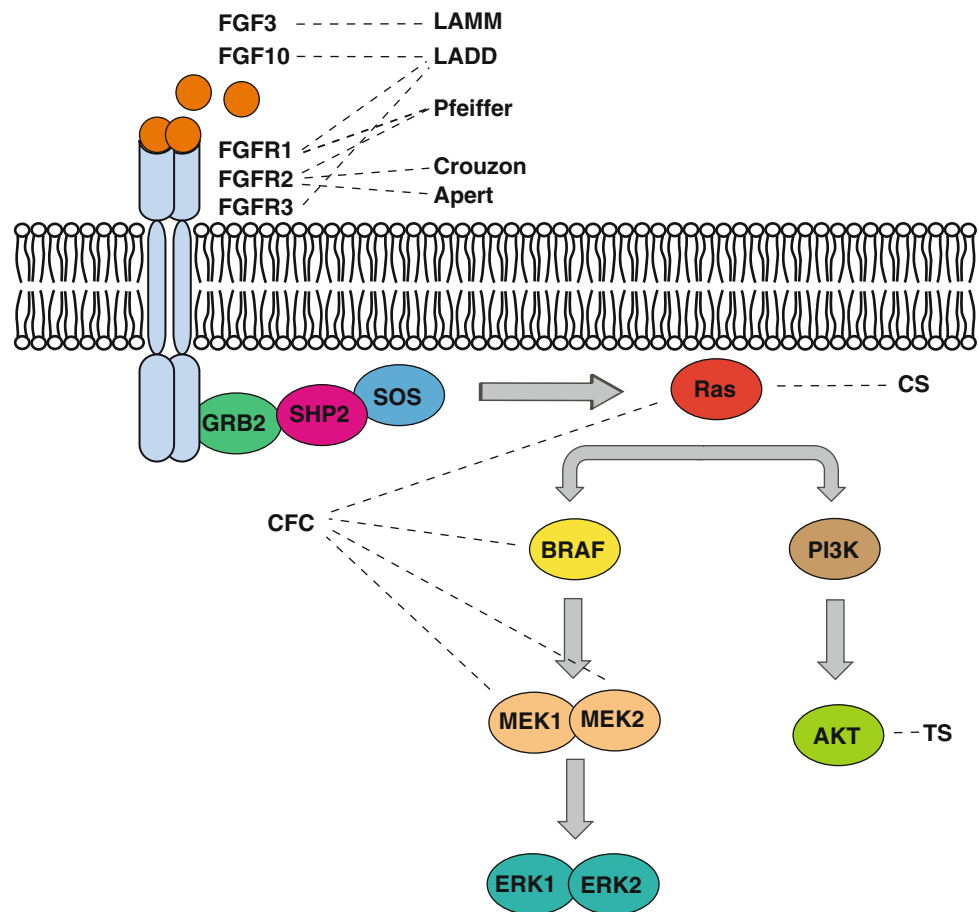 FGF3 LAMM
FGF10 LADD
Pfeiffer
FGFR1
FGFR2 Crouzon
Apert
FGFR3
GRB2 SHP2 SOS Ras CS
CFC BRAF PI3K
MEK1 MEK2 AKT TS
ERK1 ERK2